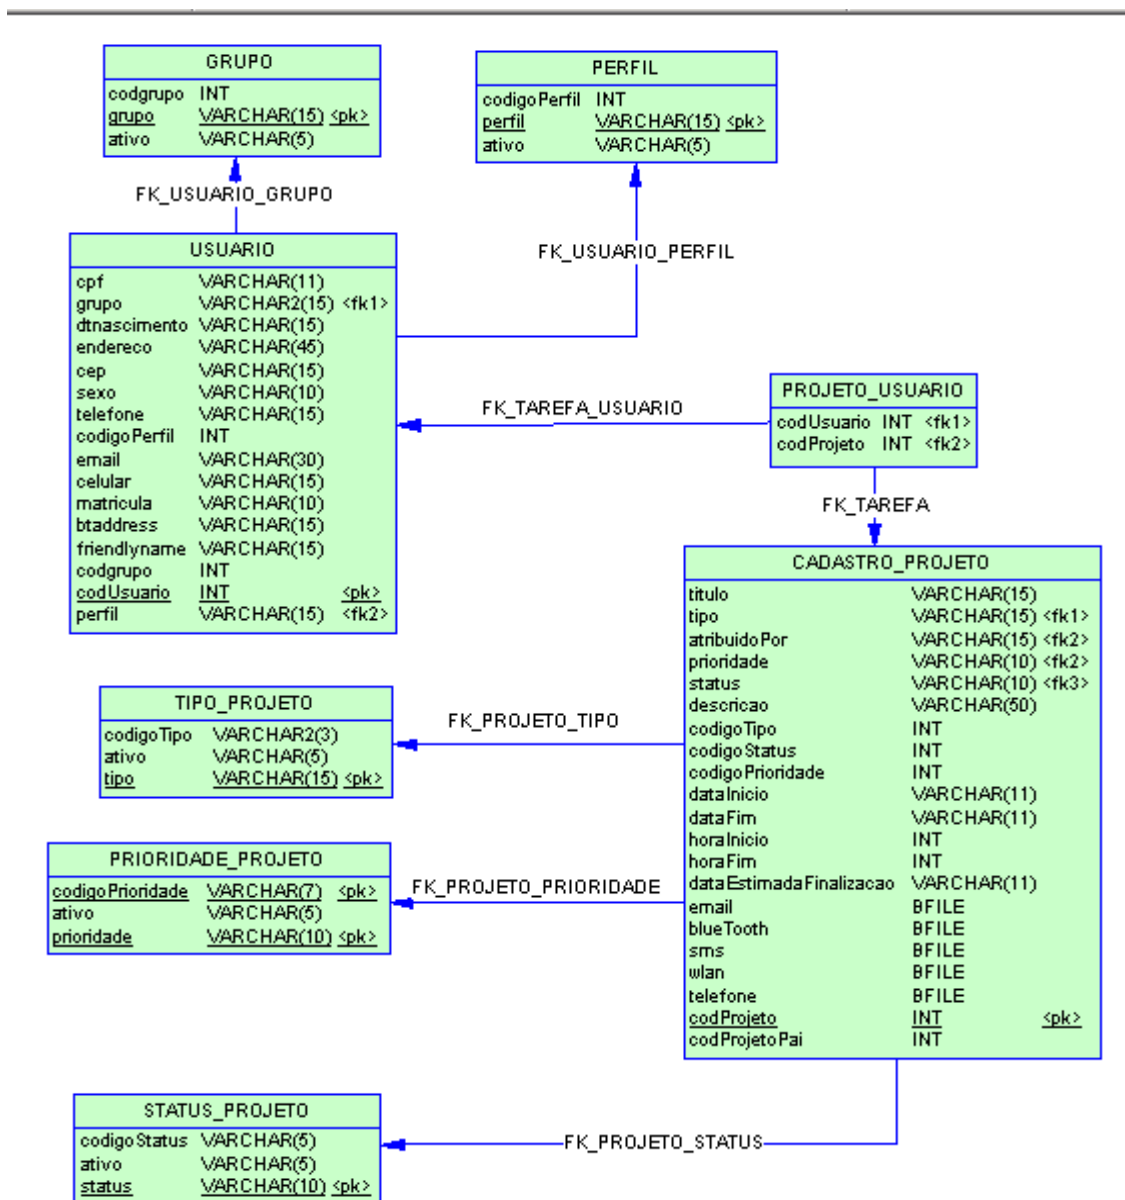 GRUPO
codgrupo INT
grupo VARCHAR(15) <pk>
ativo VARCHAR(5)
PERFIL
codigoPerfil INT
perfil VARCHAR(15) <pk>
ativo VARCHAR(5)
FK_USUARIO_GRUPO
FK_USUARIO_PERFIL
USUARIO
cpf VARCHAR(11)
grupo VARCHAR2(15) <fk1>
dtnascimento VARCHAR(15)
endereco VARCHAR(45)
cep VARCHAR(15)
sexo VARCHAR(10)
telefone VARCHAR(15)
codigoPerfil INT
email VARCHAR(30)
celular VARCHAR(15)
matricula VARCHAR(10)
btaddress VARCHAR(15)
friendlyname VARCHAR(15)
codgrupo INT
codUsuario INT <pk>
perfil VARCHAR(15) <fk2>
FK_TAREFA_USUARIO
PROJETO_USUARIO
codUsuario INT <fk1>
codProjeto INT <fk2>
FK_TAREFA
CADASTRO_PROJETO
titulo VARCHAR(15)
tipo VARCHAR(15) <fk1>
atribuidoPor VARCHAR(15) <fk2>
prioridade VARCHAR(10) <fk2>
status VARCHAR(10) <fk3>
descricao VARCHAR(50)
codigoTipo INT
codigoStatus INT
codigoPrioridade INT
dataInicio VARCHAR(11)
dataFim VARCHAR(11)
horaInicio INT
horaFim INT
dataEstimadaFinalizacao VARCHAR(11)
email BFILE
blueTooth BFILE
sms BFILE
wlan BFILE
telefone BFILE
codProjeto INT <pk>
codProjetoPai INT
TIPO_PROJETO
codigoTipo VARCHAR2(3)
ativo VARCHAR(5)
tipo VARCHAR(15) <pk>
FK_PROJETO_TIPO
PRIORIDADE_PROJETO
codigoPrioridade VARCHAR(7) <pk>
ativo VARCHAR(5)
prioridade VARCHAR(10) <pk>
FK_PROJETO_PRIORIDADE
STATUS_PROJETO
codigoStatus VARCHAR(5)
ativo VARCHAR(5)
status VARCHAR(10) <pk>
FK_PROJETO_STATUS